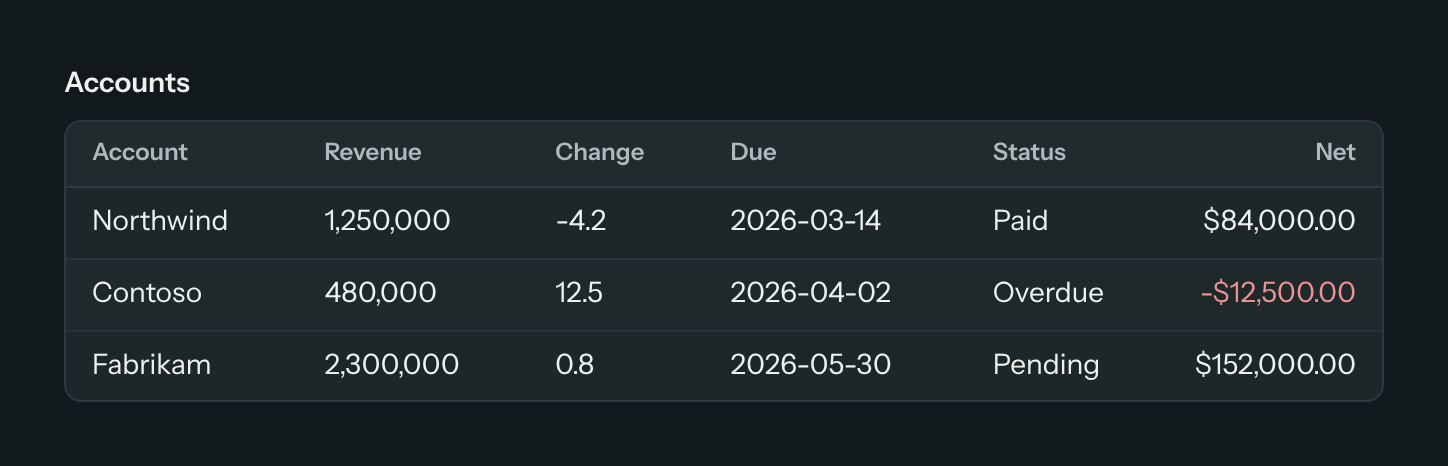 Accounts
Account Revenue Change Due Status Net
Northwind 1,250,000 -4.2 2026-03-14 Paid $84,000.00
Contoso 480,000 12.5 2026-04-02 Overdue -$12,500.00
Fabrikam 2,300,000 0.8 2026-05-30 Pending $152,000.00